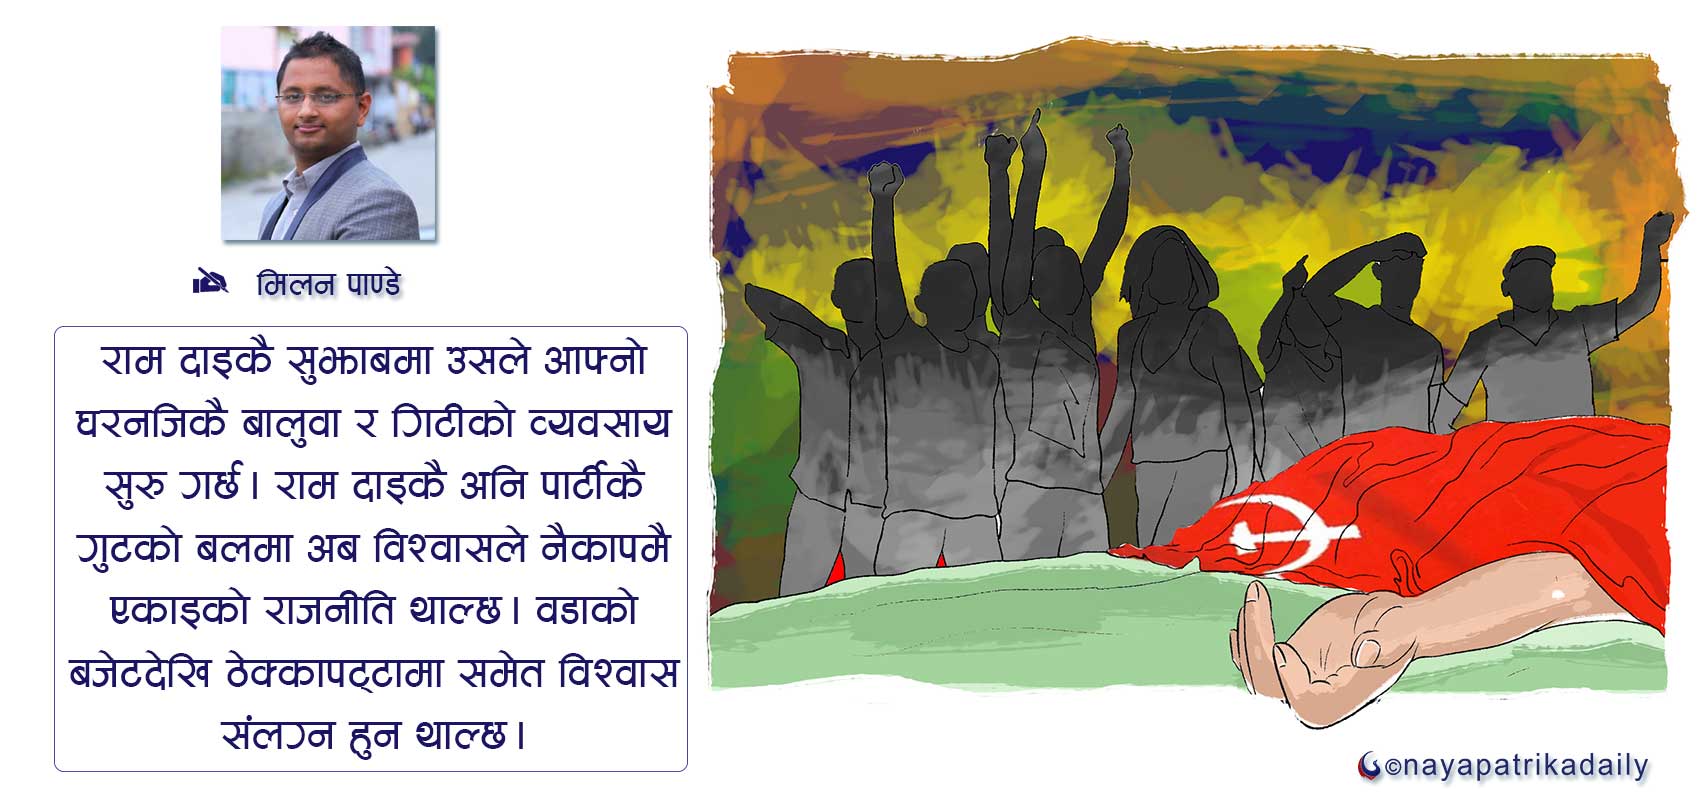 मिलन पाण्डे
राम दाइकै सुझाबमा उसले आफ्नो
घरनजिकै बालुवा र गिटीको व्यवसाय
सुरु गर्छ। राम दाइकै अनि पार्टीकै
गुटको बलमा अब विश्वासले नैकापमै
एकाइको राजनीति थाल्छ। वडाको
बजेटदेखि ठेक्कापट्टामा समेत विश्वास
संलग्न हुन थाल्छ।
©nayapatrikadaily